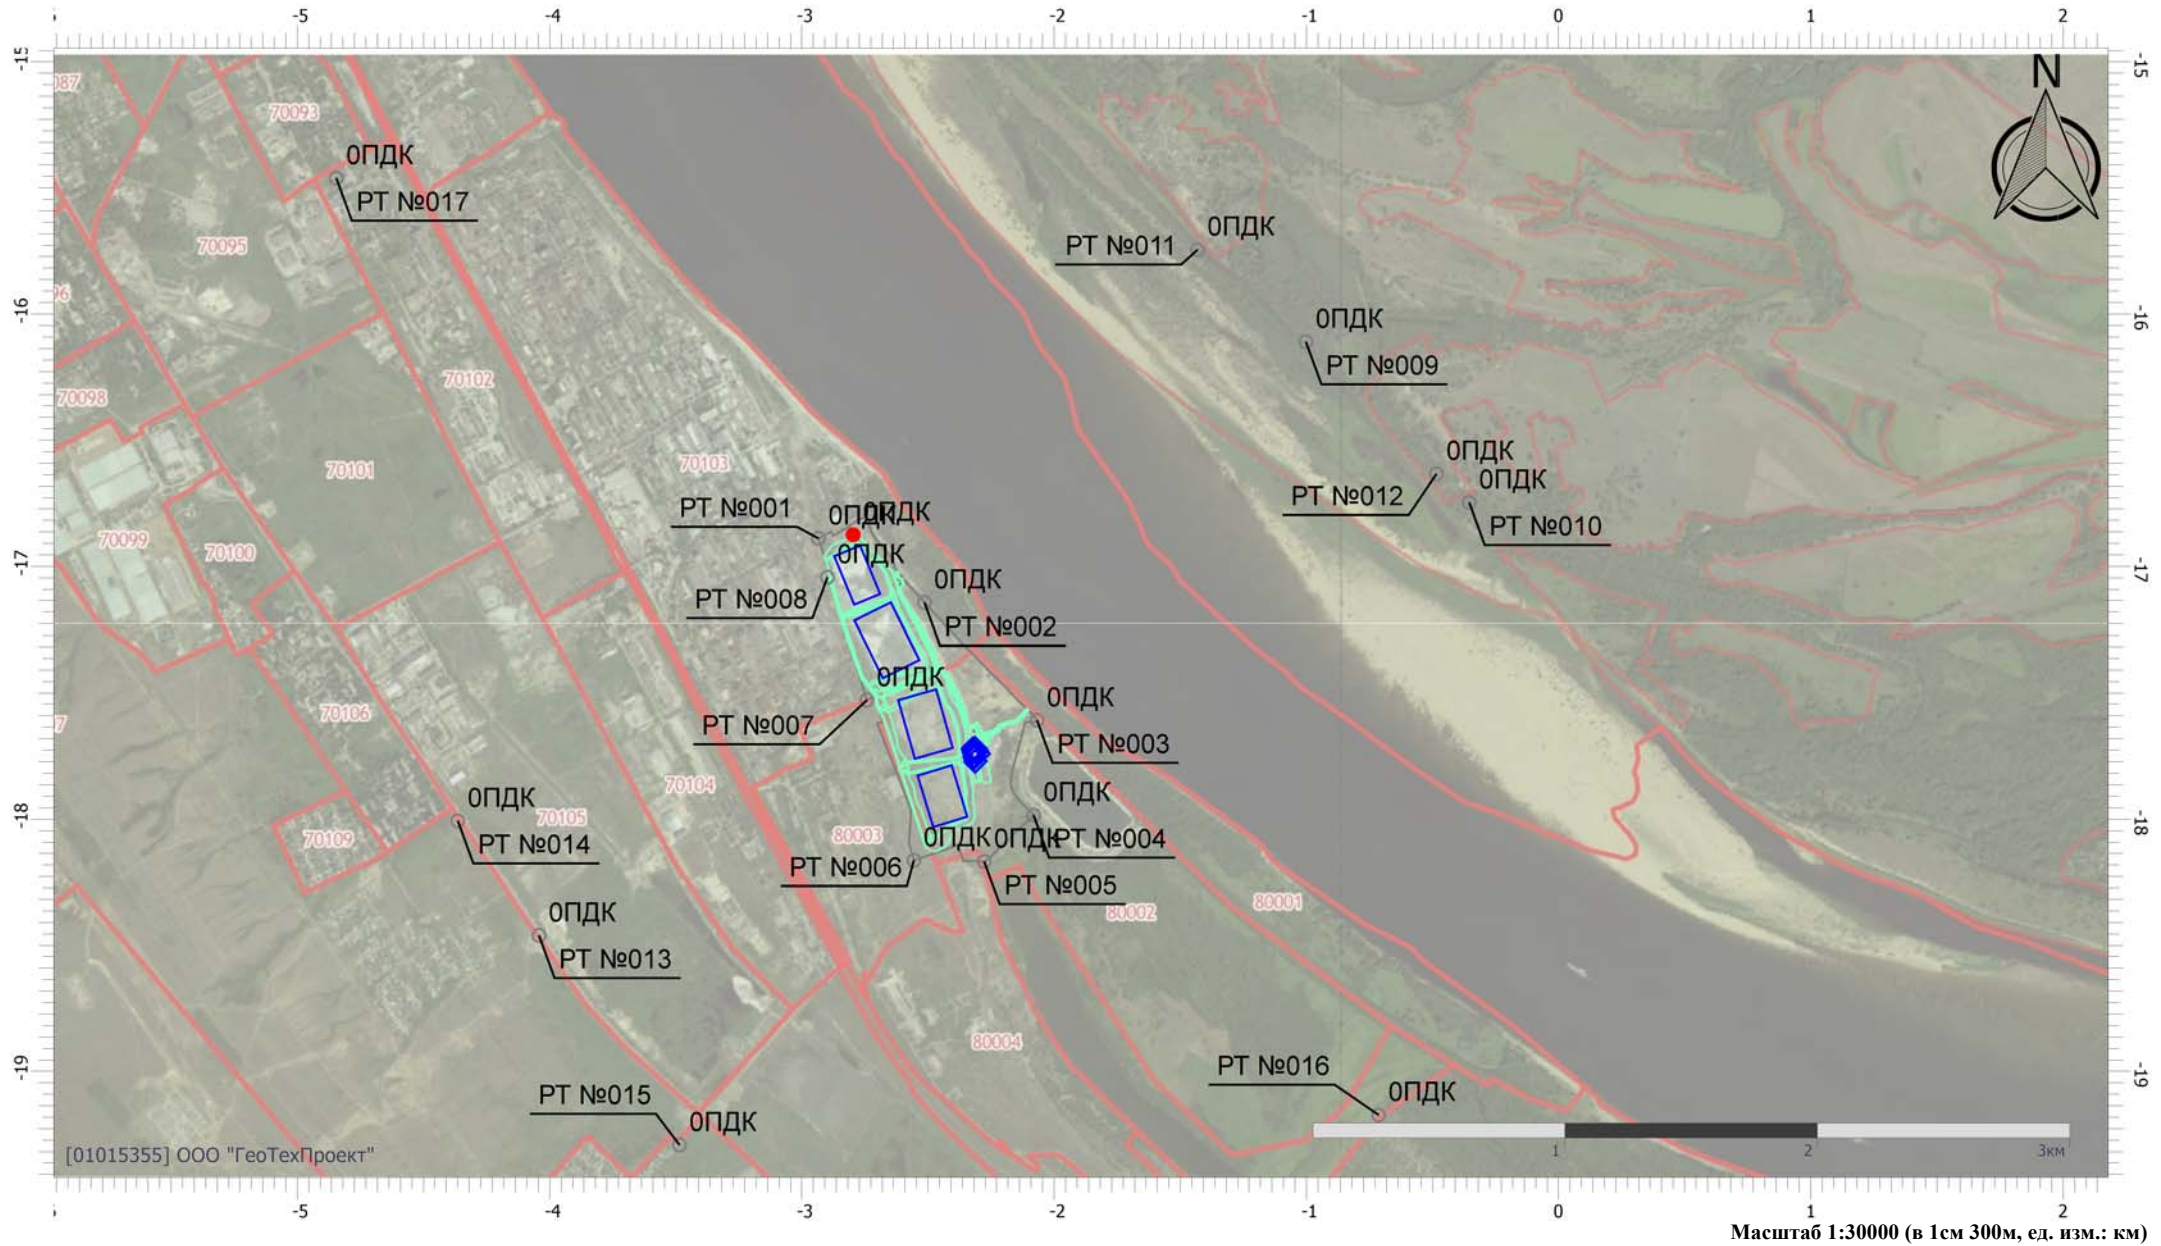 -5 -4 -3 -2 -1 0 1 2
-15 -15
N
087
70093
0ПДК
РТ №017
70095
0ПДК
РТ №011
96
-16 -16
0ПДК
РТ №009
70102
70098
70103
70101
0ПДК
0ПДК
РТ №012
РТ №010
РТ №001
0ПДК 0ПДК
70099
70100
0ПДК
-17 -17
РТ №008
0ПДК
РТ №002
0ПДК
0ПДК
70106
7
РТ №007
РТ №003
70104
0ПДК
0ПДК
-18 -18
70105
80003
70109
РТ №014
0ПДК 0ПДК
РТ №004
РТ №006
РТ №005
80002
80001
0ПДК
РТ №013
80004
-19 -19
РТ №016
0ПДК
РТ №015
0ПДК
[01015355] ООО "ГеоТехПроект"
1 2 3км
-5 -4 -3 -2 -1 0 1 2
Масштаб 1:30000 (в 1см 300м, ед. изм.: км)